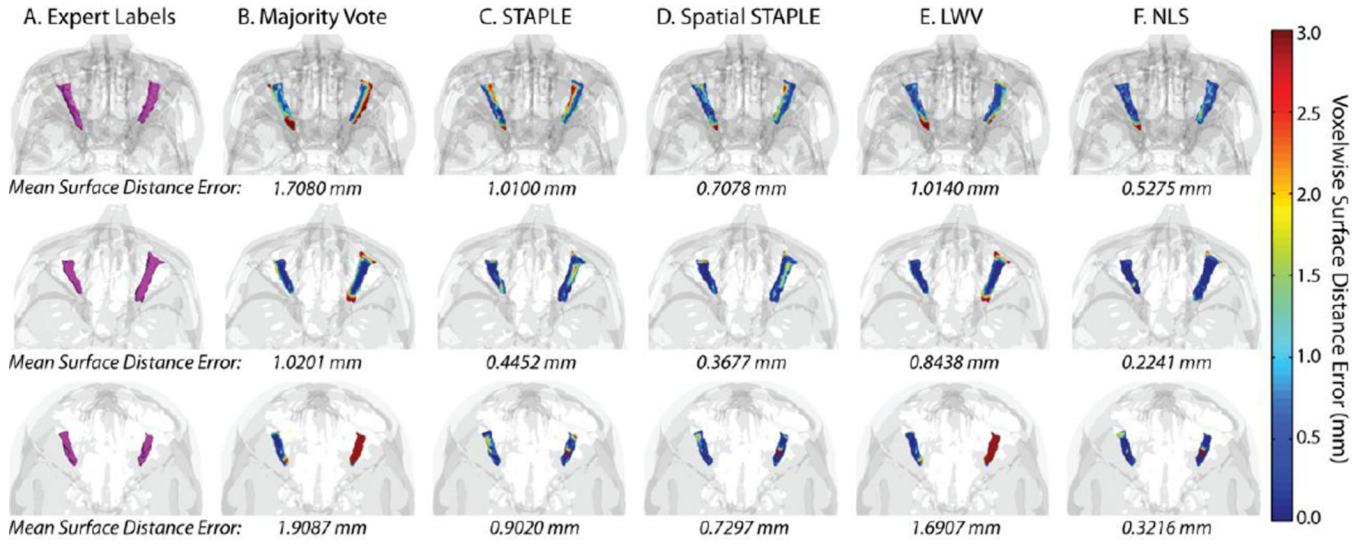 A. Expert Labels B. Majority Vote C. STAPLE D. Spatial STAPLE E. LWV F. NLS
Mean Surface Distance Error: 1.7080 mm 1.0100 mm 0.7078 mm 1.0140 mm 0.5275 mm
Mean Surface Distance Error: 1.0201 mm 0.4452 mm 0.3677 mm 0.8438 mm 0.2241 mm
Mean Surface Distance Error: 1.9087 mm 0.9020 mm 0.7297 mm 1.6907 mm 0.3216 mm
3.0
2.5
2.0
1.5
1.0
0.5
0.0
Voxelwise Surface Distance Error (mm)